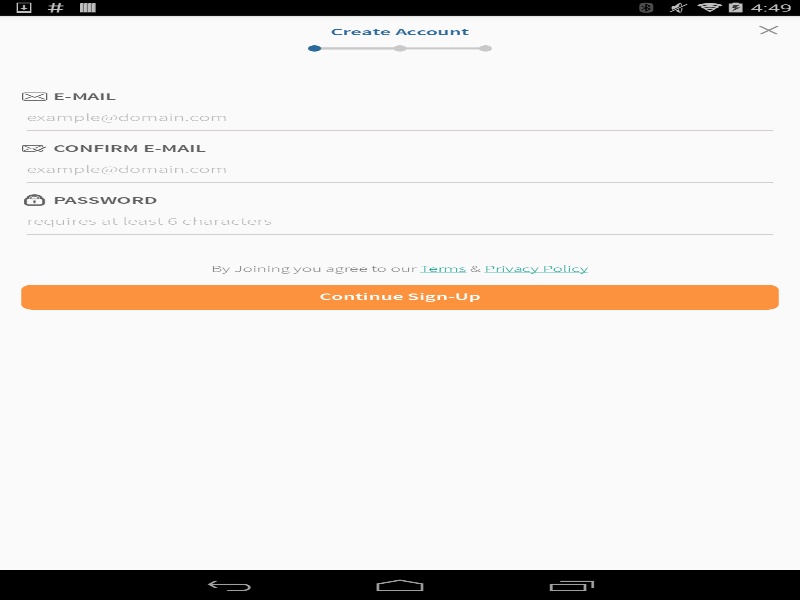 4:49
Create Account
E-MAIL
example@domain.com
CONFIRM E-MAIL
example@domain.com
PASSWORD
requires at least 6 characters
By Joining you agree to our Terms & Privacy Policy
Continue Sign-Up